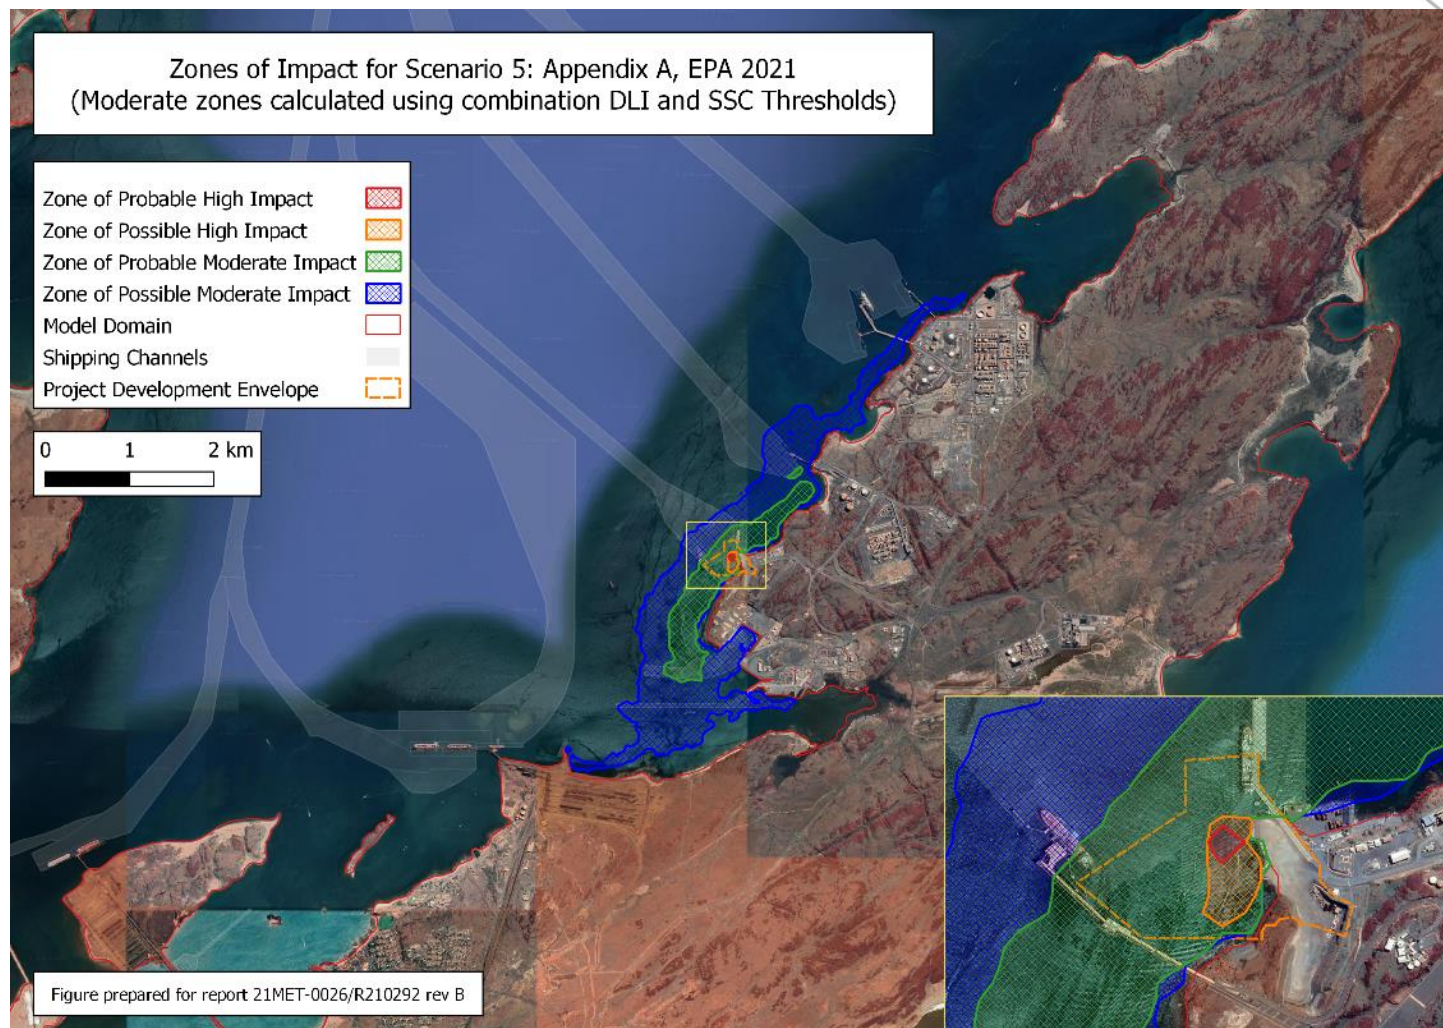 Zones of Impact for Scenario 5: Appendix A, EPA 2021
(Moderate zones calculated using combination DLI and SSC Thresholds)
Zone of Probable High Impact
Zone of Possible High Impact
Zone of Probable Moderate Impact
Zone of Possible Moderate Impact
Model Domain
Shipping Channels
Project Development Envelope
0 1 2 km
Figure prepared for report 21MET-0026/R210292 rev B